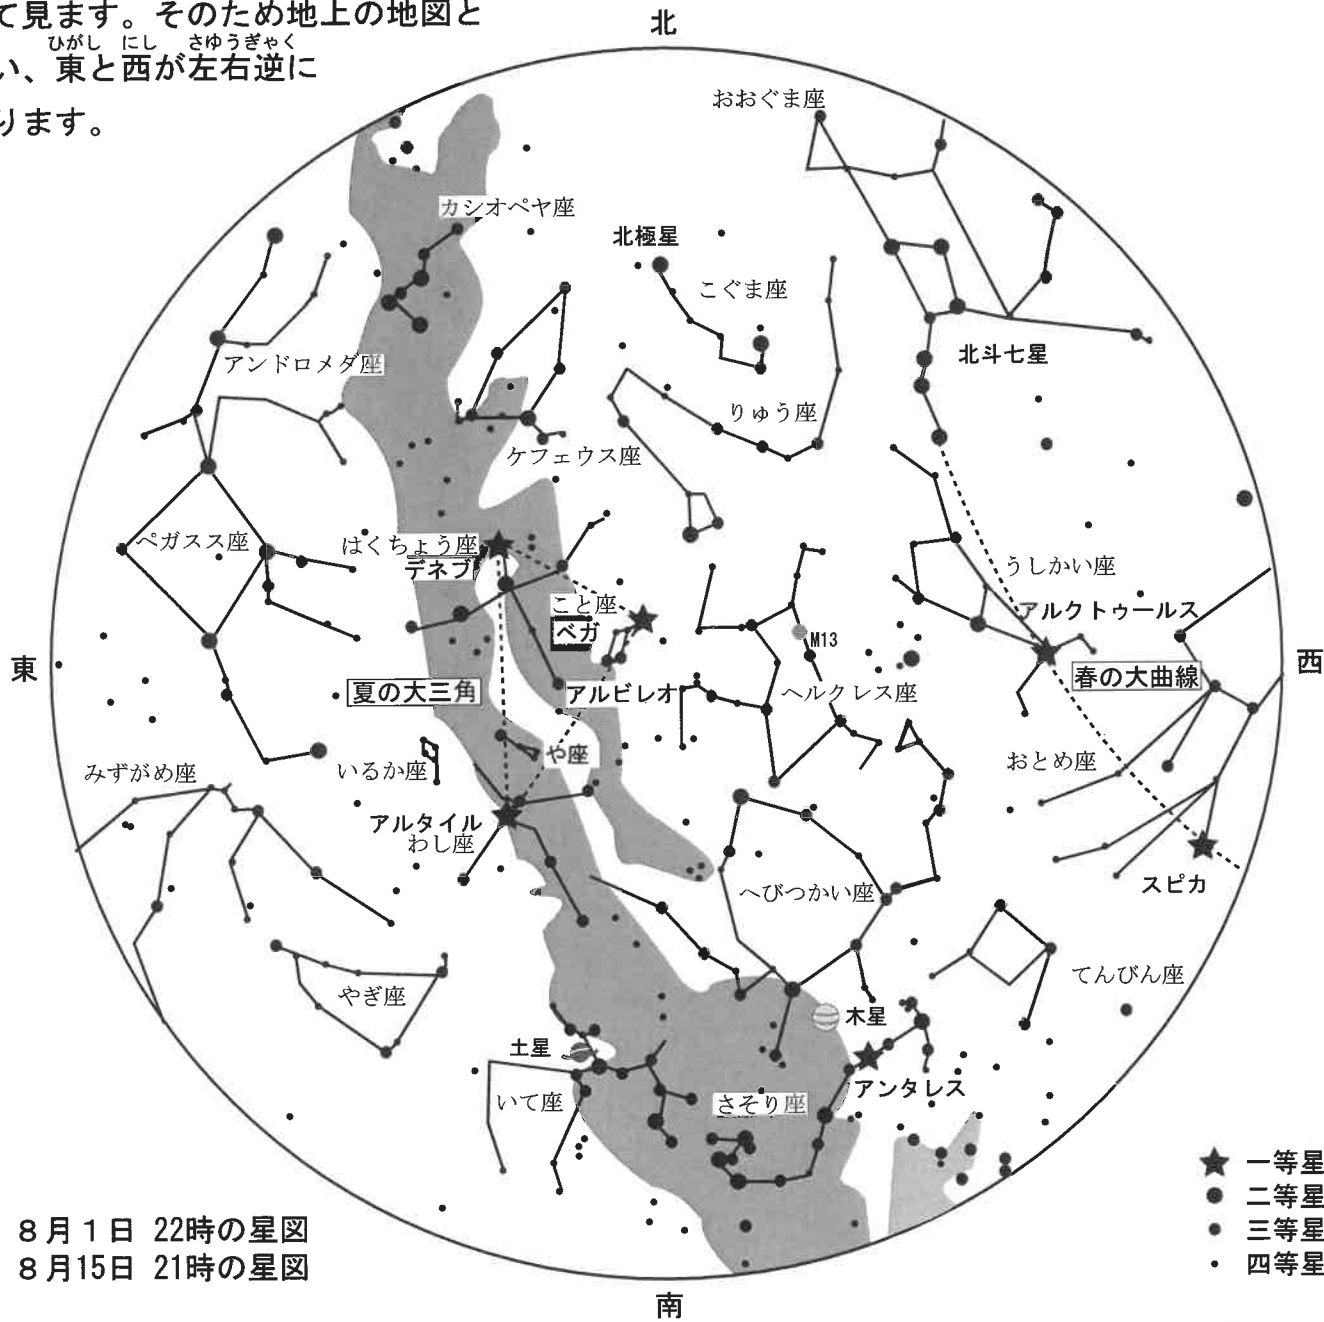 て見ます。そのため地上の地図と
ひがし にし さゆうぎゃく
い、東と西が左右逆に
ります。
北
おおぐま座
カシオペヤ座
北極星
こぐま座
北斗七星
アンドロメダ座
りゅう座
ケフェウス座
ペガスス座
はくちょう座
デネブ
うしかい座
こと座
ベガ
アルクトゥールス
M13
東
西
春の大曲線
夏の大三角
アルビレオ
ヘルクレス座
や座
おとめ座
みずがめ座
いるか座
アルタイル
わし座
スピカ
へびつかい座
てんびん座
やぎ座
木星
土星
アンタレス
いて座
さそり座
一等星
二等星
三等星
四等星
8月1日 22時の星図
8月15日 21時の星図
南